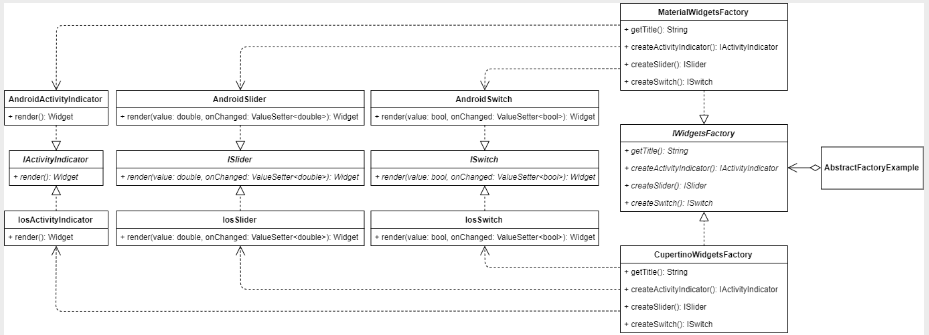 MaterialWidgetsFactory
+ getTitle(): String
+ createActivityIndicator(): IActivityIndicator
+ createSlider(): ISlider
+ createSwitch(): ISwitch
AndroidActivityIndicator
+ render(): Widget
AndroidSlider
+ render(value: double, onChanged: ValueSetter<double>): Widget
AndroidSwitch
+ render(value: bool, onChanged: ValueSetter<bool>): Widget
IActivityIndicator
+ render(): Widget
ISlider
+ render(value: double, onChanged: ValueSetter<double>): Widget
ISwitch
+ render(value: bool, onChanged: ValueSetter<bool>): Widget
IWidgetsFactory
+ getTitle(): String
+ createActivityIndicator(): IActivityIndicator
+ createSlider(): ISlider
+ createSwitch(): ISwitch
AbstractFactoryExample
IosActivityIndicator
+ render(): Widget
IosSlider
+ render(value: double, onChanged: ValueSetter<double>): Widget
IosSwitch
+ render(value: bool, onChanged: ValueSetter<bool>): Widget
CupertinoWidgetsFactory
+ getTitle(): String
+ createActivityIndicator(): IActivityIndicator
+ createSlider(): ISlider
+ createSwitch(): ISwitch